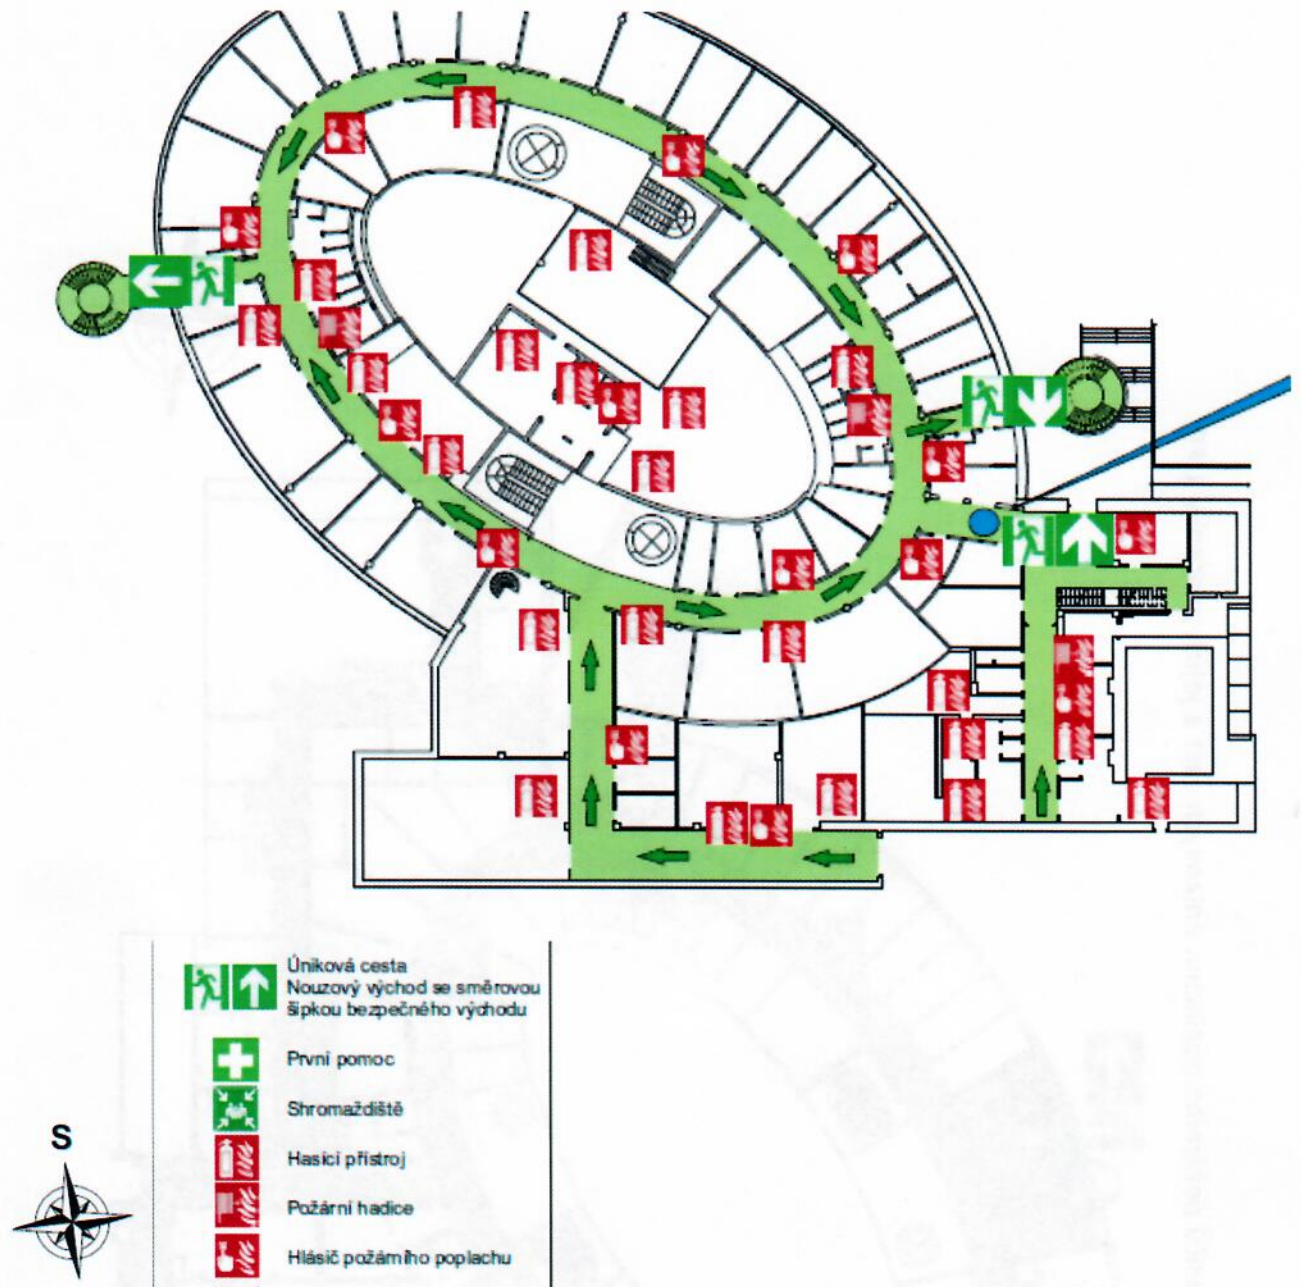 Úniková cesta
Nouzový východ se směrovou
šipkou bezpečného východu
První pomoc
Shromaždiště
Hasicí přístroj
Požární hadice
Hlásič požárního poplachu
S